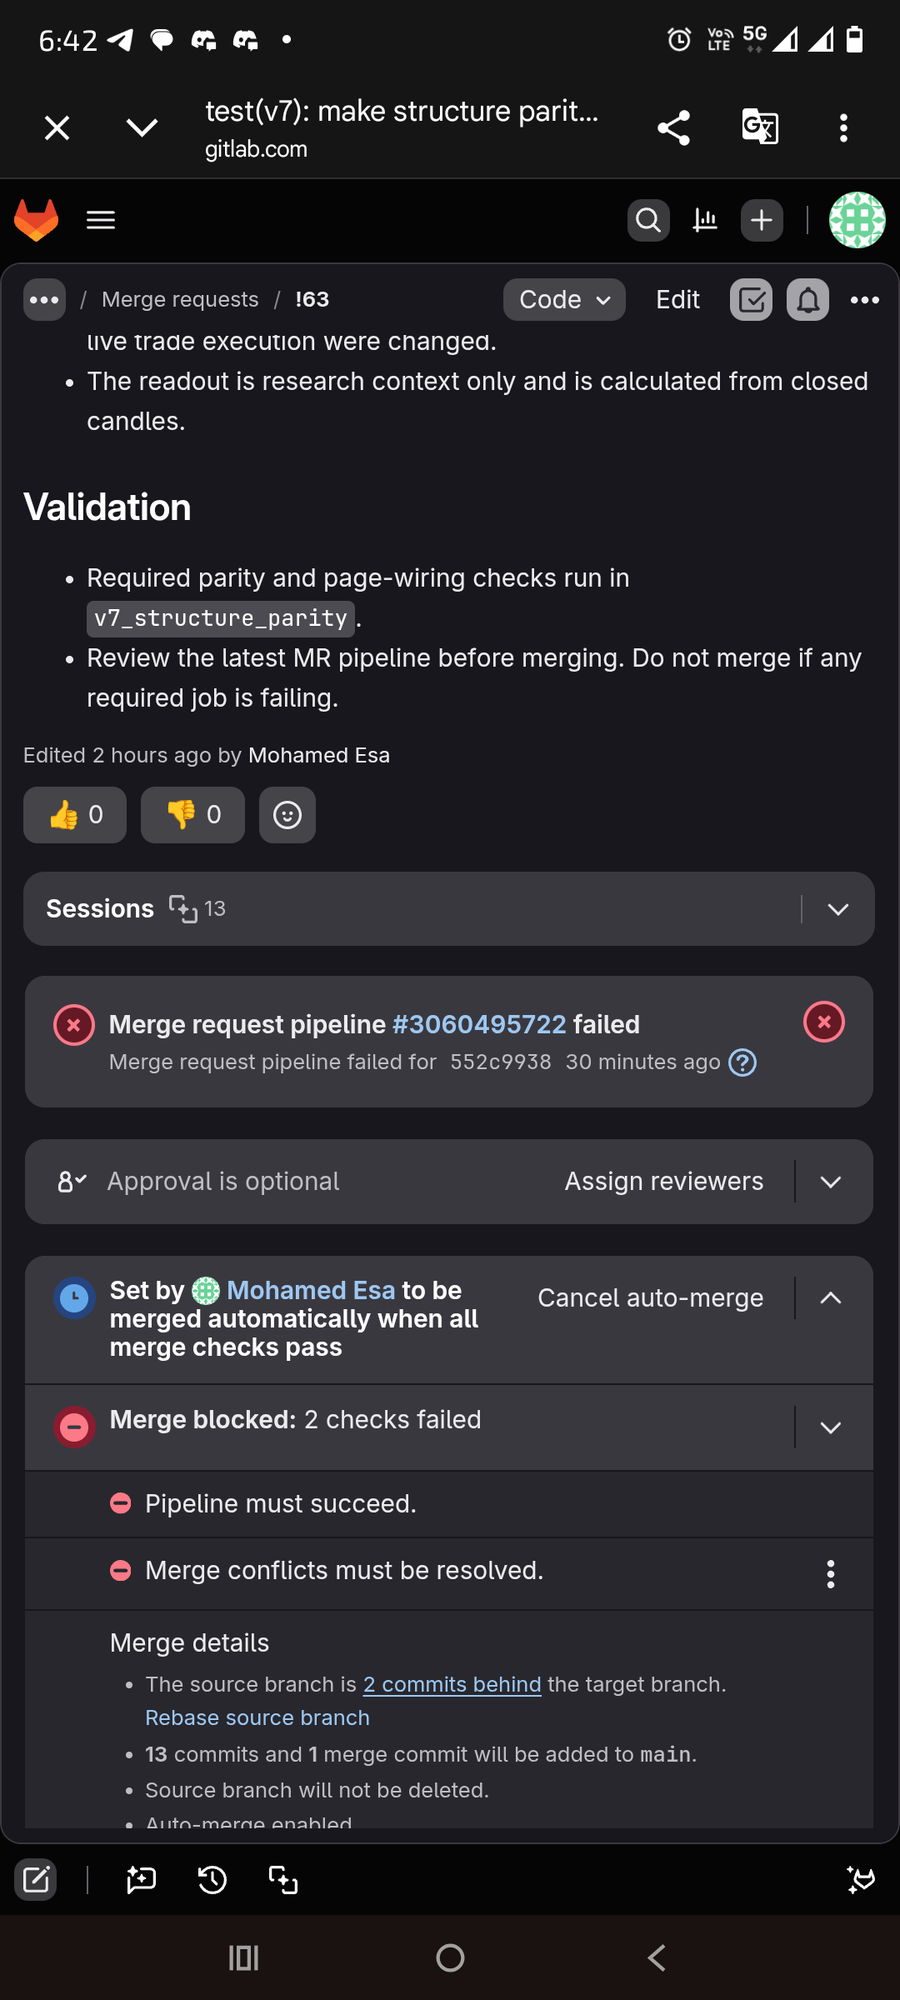 6:42
Vo) LTE 5G
test(v7): make structure parit...
gitlab.com
/ Merge requests / !63 Code Edit
live trade execution were changed.
• The readout is research context only and is calculated from closed
candles.
Validation
• Required parity and page-wiring checks run in
v7_structure_parity.
• Review the latest MR pipeline before merging. Do not merge if any
required job is failing.
Edited 2 hours ago by Mohamed Esa
👍 0 👎 0
Sessions 13
Merge request pipeline #3060495722 failed
Merge request pipeline failed for 552c9938 30 minutes ago
Approval is optional Assign reviewers
Set by Mohamed Esa to be
merged automatically when all
merge checks pass
Cancel auto-merge
Merge blocked: 2 checks failed
Pipeline must succeed.
Merge conflicts must be resolved.
Merge details
• The source branch is 2 commits behind the target branch.
Rebase source branch
• 13 commits and 1 merge commit will be added to main.
• Source branch will not be deleted.
• Auto-merge enabled